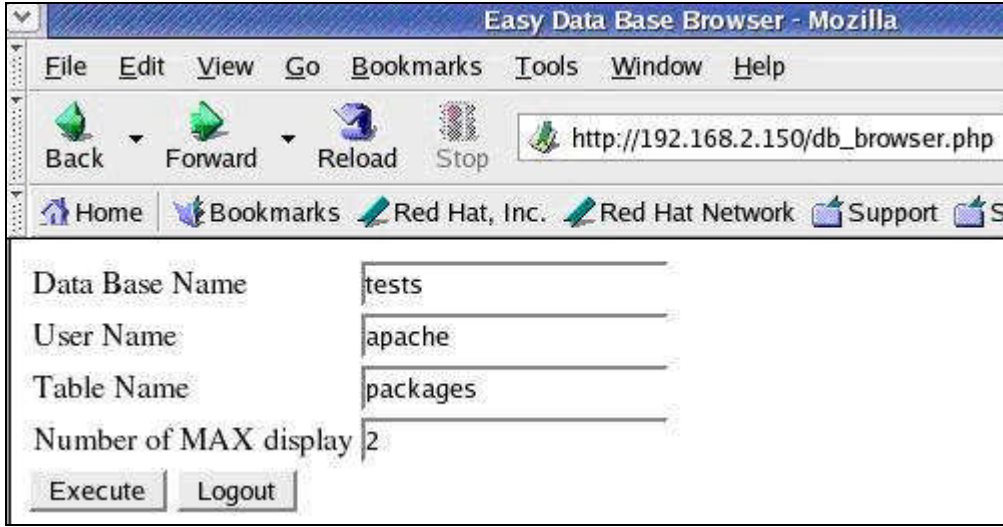 Easy Data Base Browser - Mozilla
File Edit View Go Bookmarks Tools Window Help
Back Forward Reload Stop http://192.168.2.150/db_browser.php
Home Bookmarks Red Hat, Inc. Red Hat Network Support S
Data Base Name tests
User Name apache
Table Name packages
Number of MAX display 2
Execute Logout